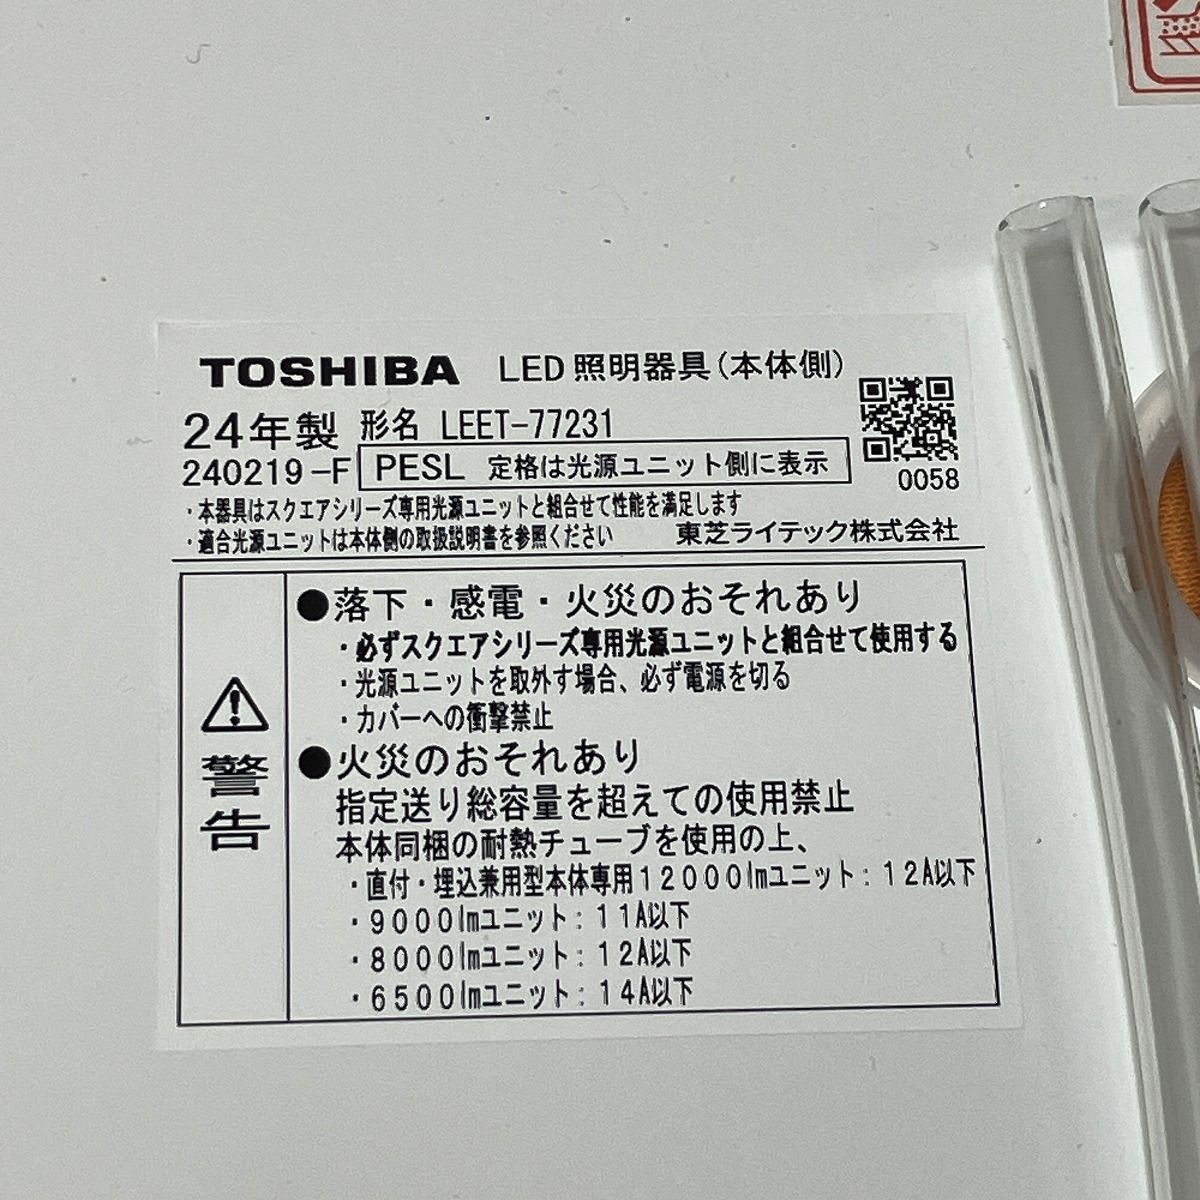 TOSHIBA LED照明器具(本体側)
24年製 形名 LEET-77231
240219-F PESL 定格は光源ユニット側に表示
0058
・本器具はスクエアシリーズ専用光源ユニットと組合せて性能を満足します
・適合光源ユニットは本体側の取扱説明書を参照ください 東芝ライテック株式会社
警告
●落下・感電・火災のおそれあり
・必ずスクエアシリーズ専用光源ユニットと組合せて使用する
・光源ユニットを取外す場合、必ず電源を切る
・カバーへの衝撃禁止
●火災のおそれあり
指定送り総容量を超えての使用禁止
本体同梱の耐熱チューブを使用の上、
・直付・埋込兼用型本体専用12000lmユニット:12A以下
・9000lmユニット:11A以下
・8000lmユニット:12A以下
・6500lmユニット:14A以下